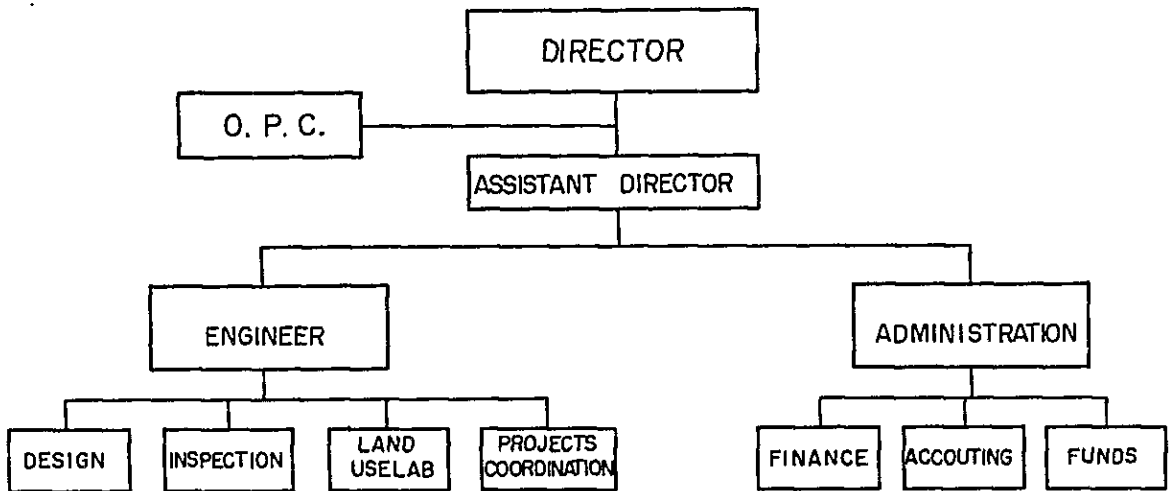 DIRECTOR
O. P. C.
ASSISTANT DIRECTOR
ENGINEER
ADMINISTRATION
DESIGN
INSPECTION
LAND
USELAB
PROJECTS
COORDINATION
FINANCE
ACCOUTING
FUNDS